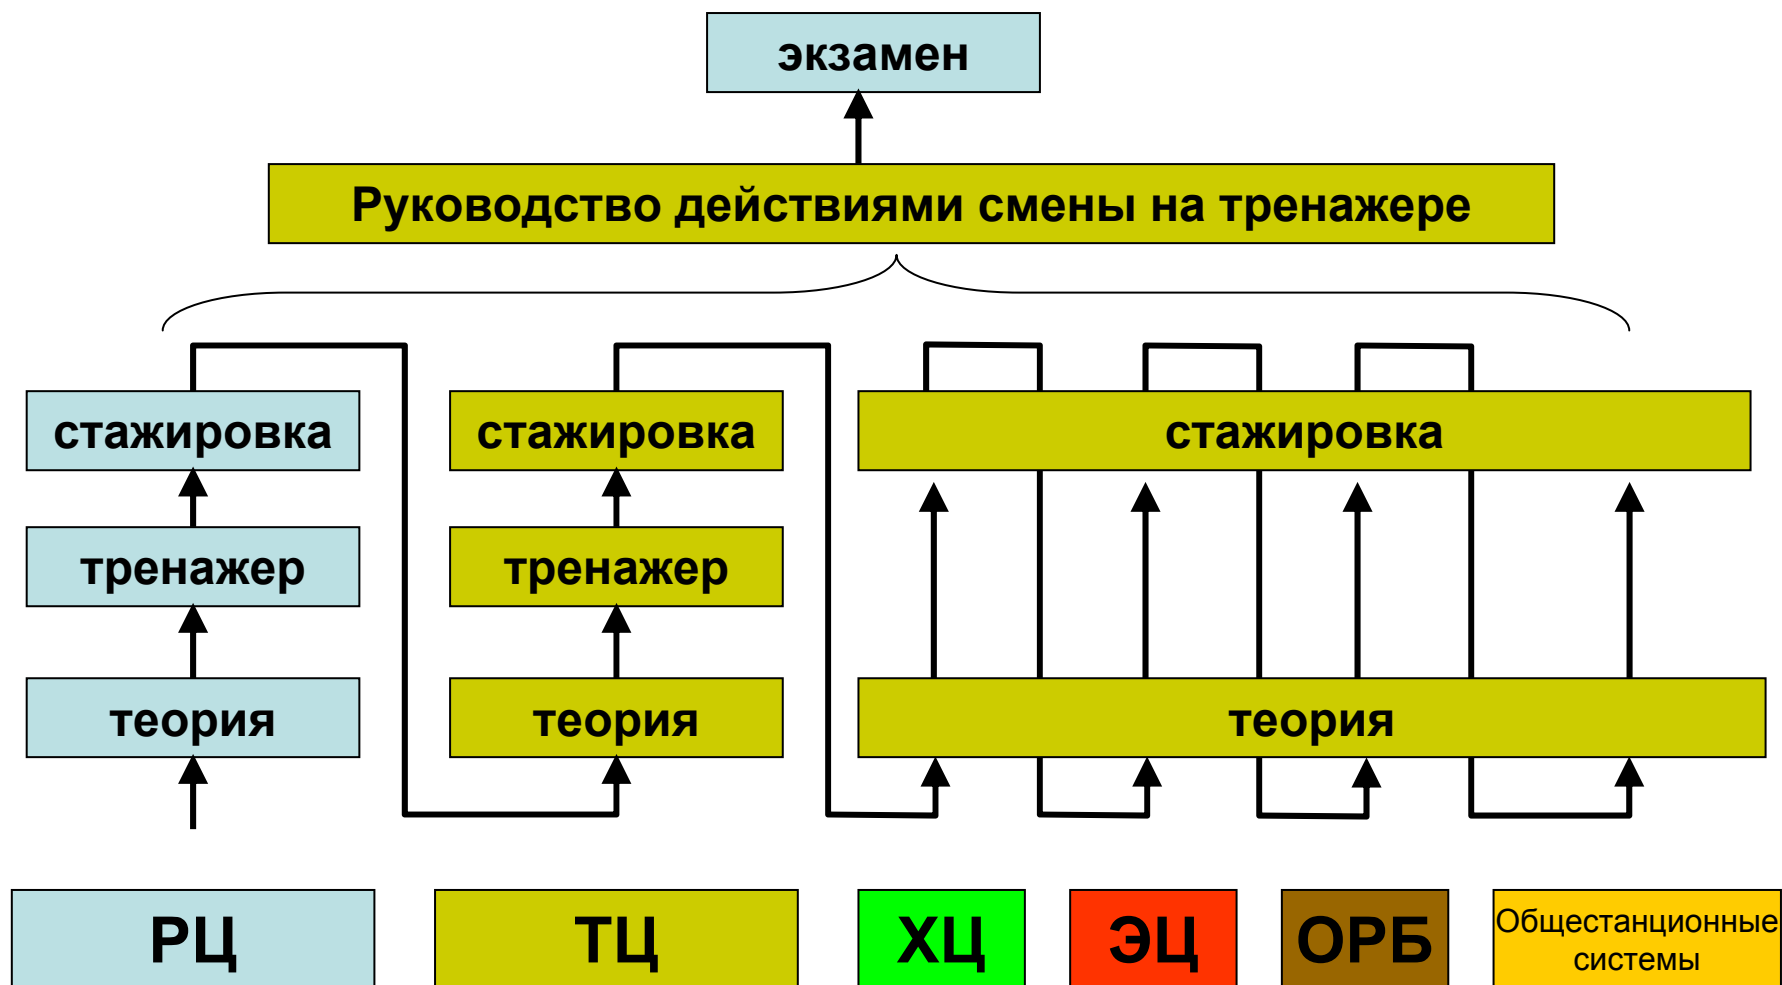 экзамен
Руководство действиями смены на тренажере
стажировка
стажировка
стажировка
тренажер
тренажер
теория
теория
теория
РЦ
ТЦ
ХЦ
ЭЦ
ОРБ
Общестанционные
системы